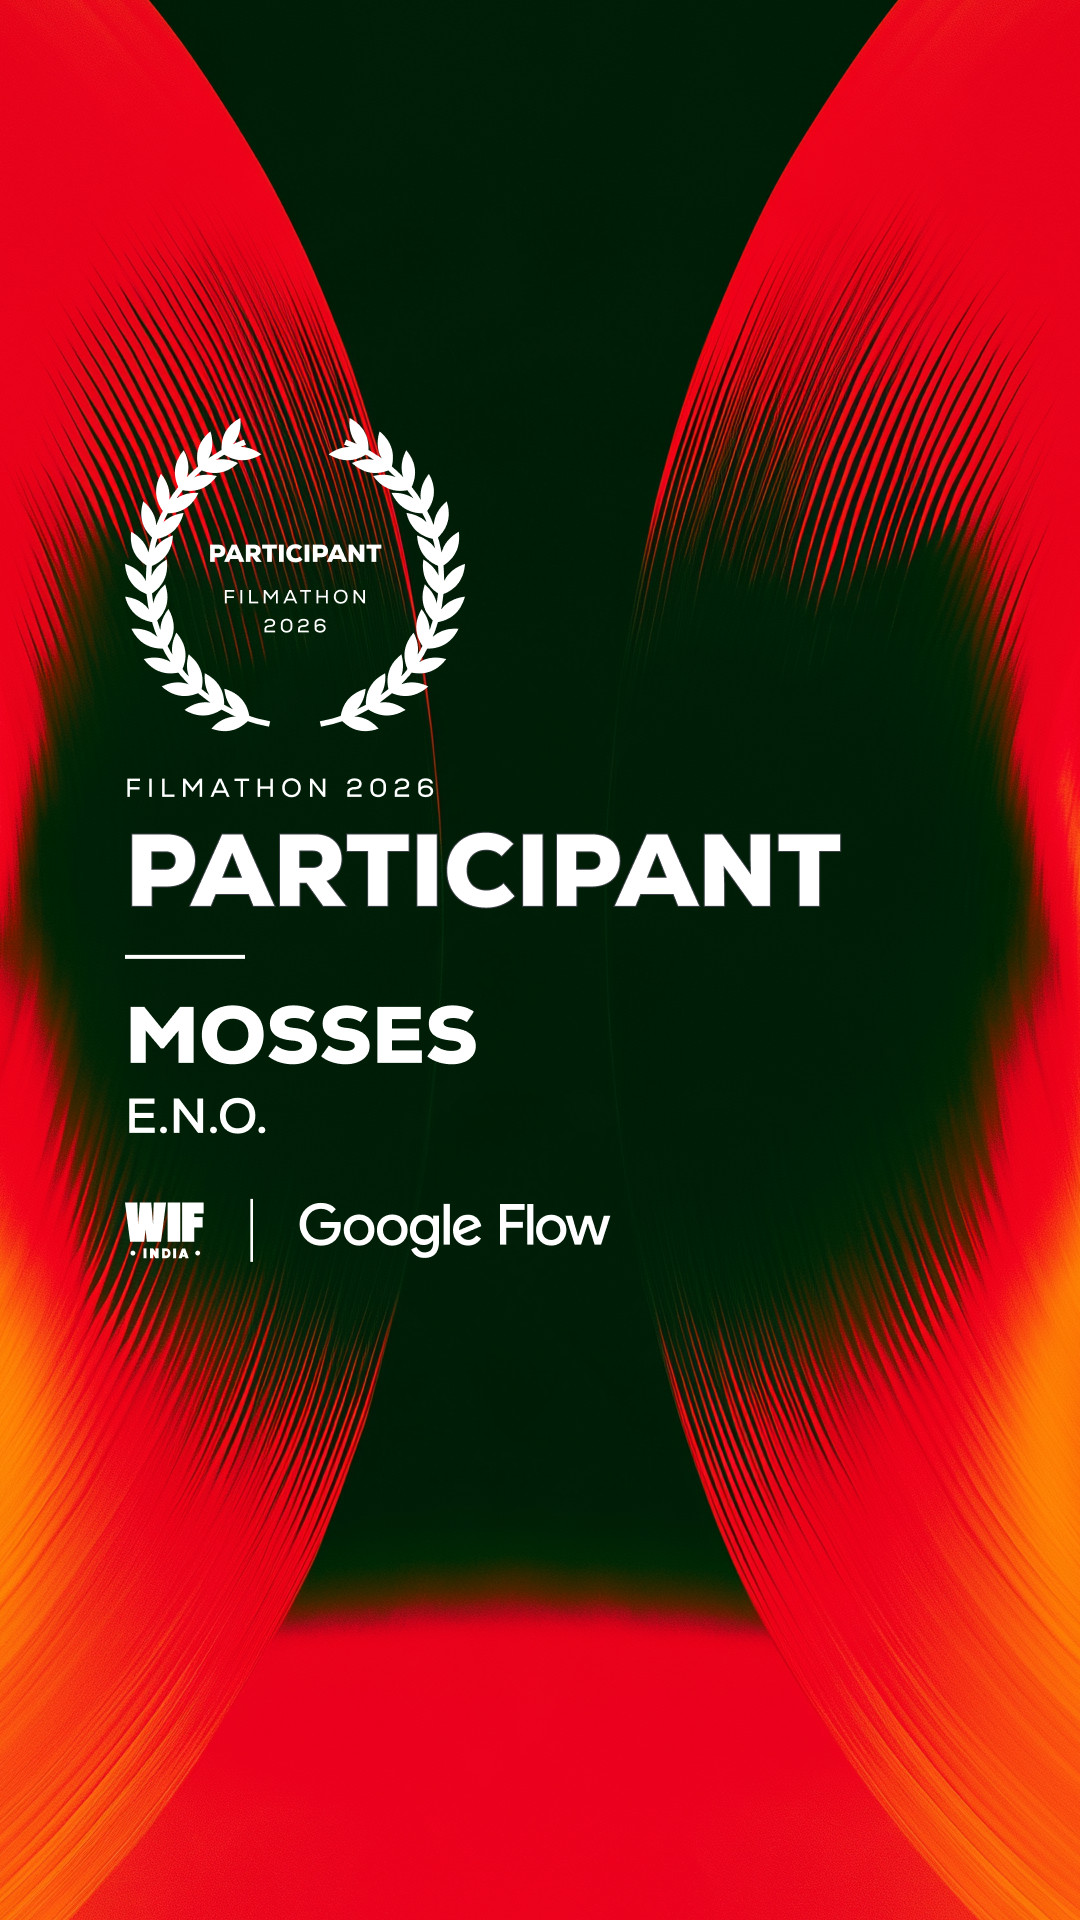 PARTICIPANT
FILMATHON
2026
FILMATHON 2026
PARTICIPANT
MOSSES
E.N.O.
WIF
• INDIA •
Google Flow